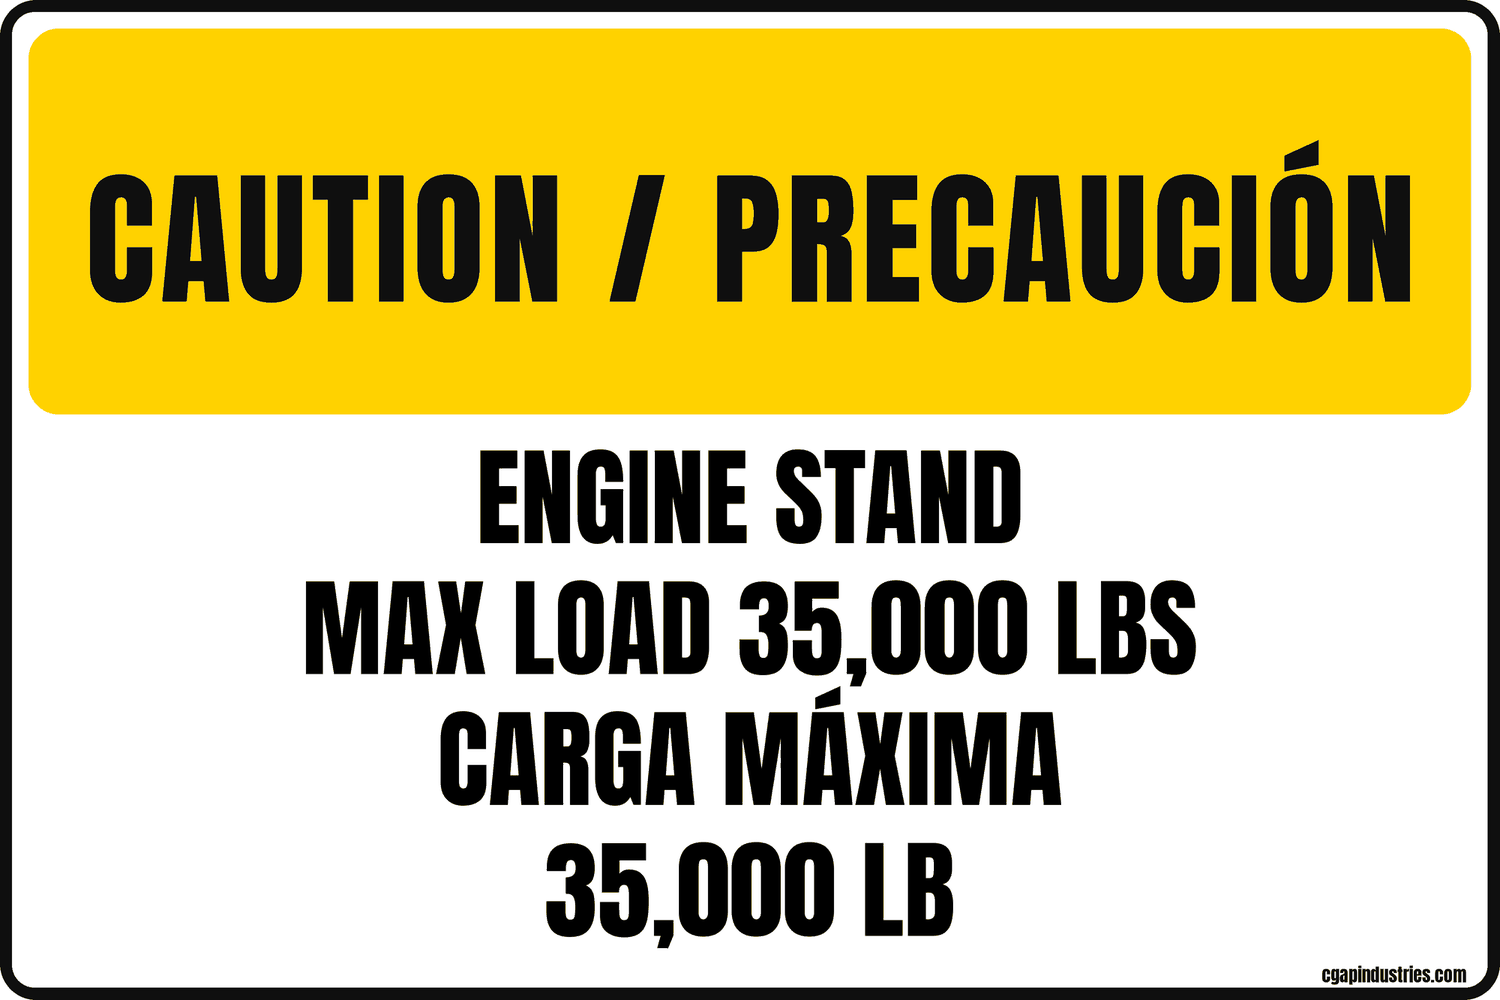 CAUTION / PRECAUCIÓN
ENGINE STAND
MAX LOAD 35,000 LBS
CARGA MÁXIMA
35,000 LB
cgapindustries.com